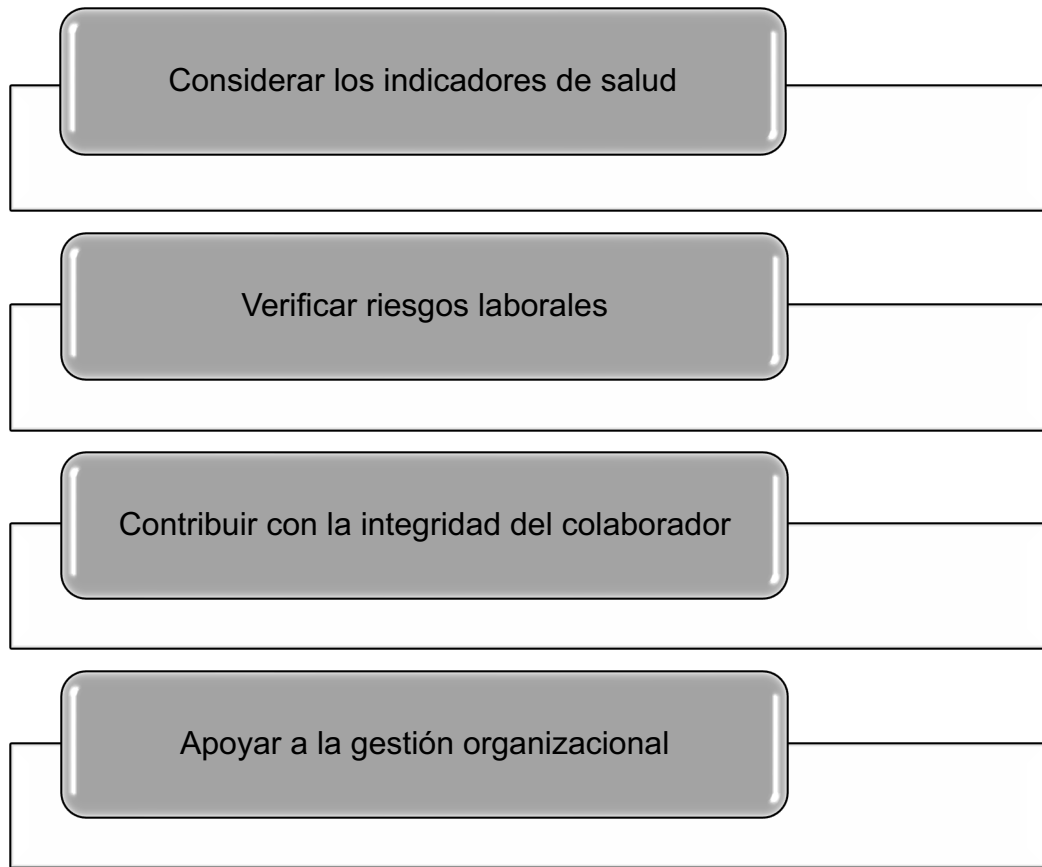 Considerar los indicadores de salud
Verificar riesgos laborales
Contribuir con la integridad del colaborador
Apoyar a la gestión organizacional